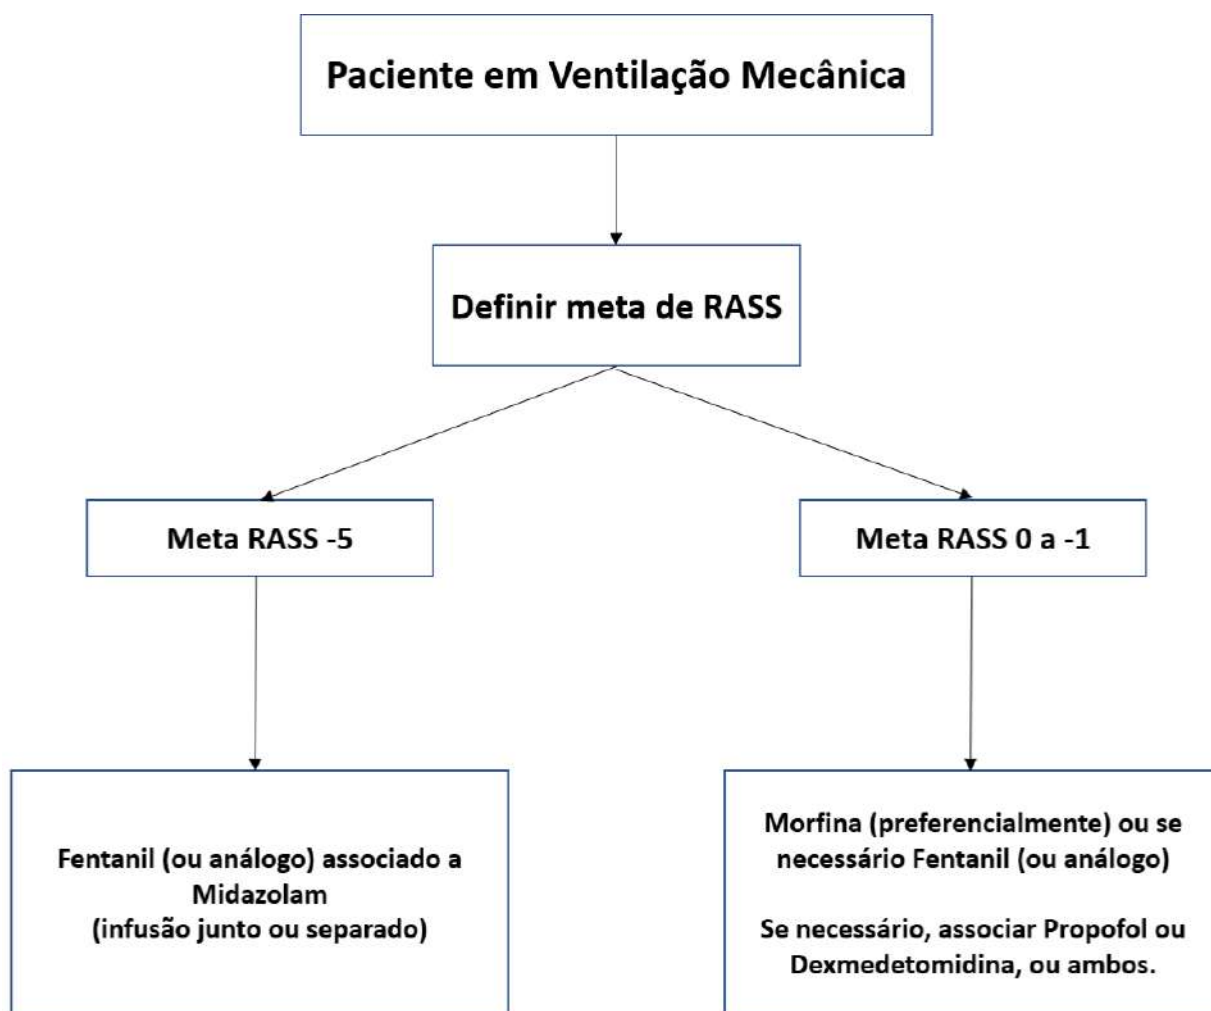 Paciente em Ventilação Mecânica
Definir meta de RASS
Meta RASS -5
Meta RASS 0 a -1
Fentanil (ou análogo) associado a
Midazolam
(infusão junto ou separado)
Morfina (preferencialmente) ou se
necessário Fentanil (ou análogo)
Se necessário, associar Propofol ou
Dexmedetomidina, ou ambos.